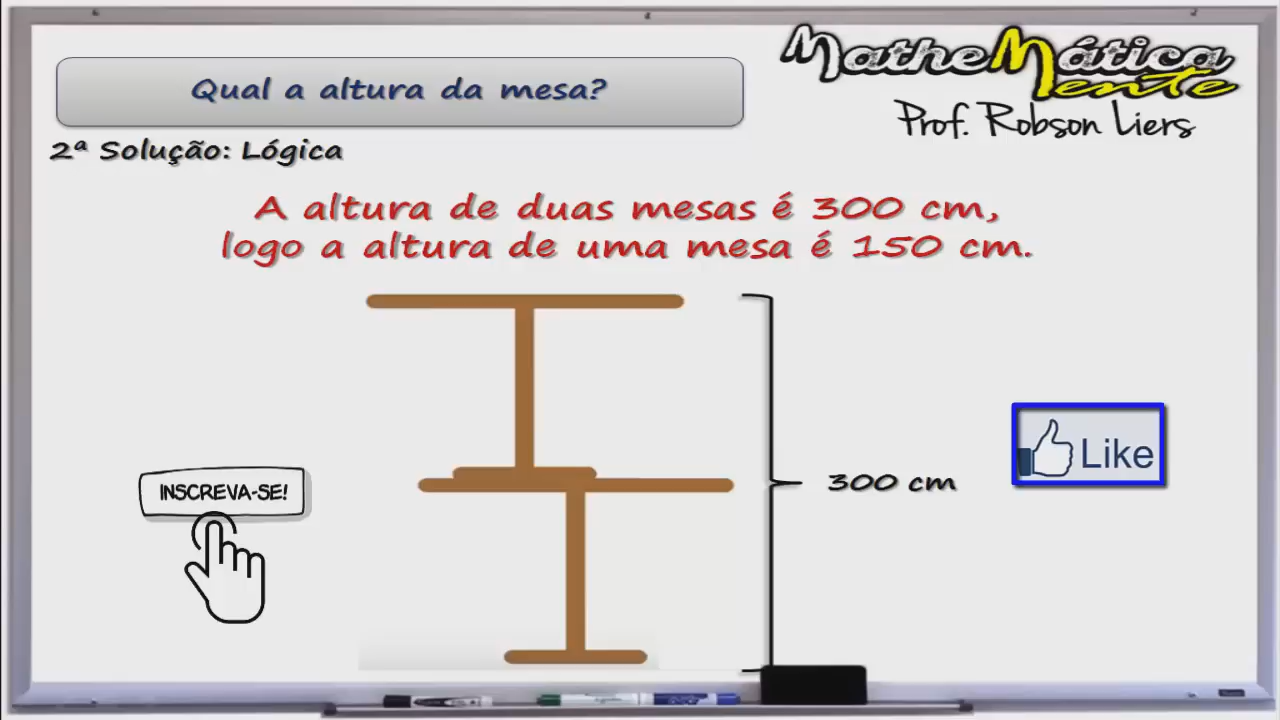 Qual a altura da mesa?
MatheMática
mente
Prof. Robson Liers
2ª Solução: Lógica
A altura de duas mesas é 300 cm,
logo a altura de uma mesa é 150 cm.
300 cm
Like
INSCREVA-SE!